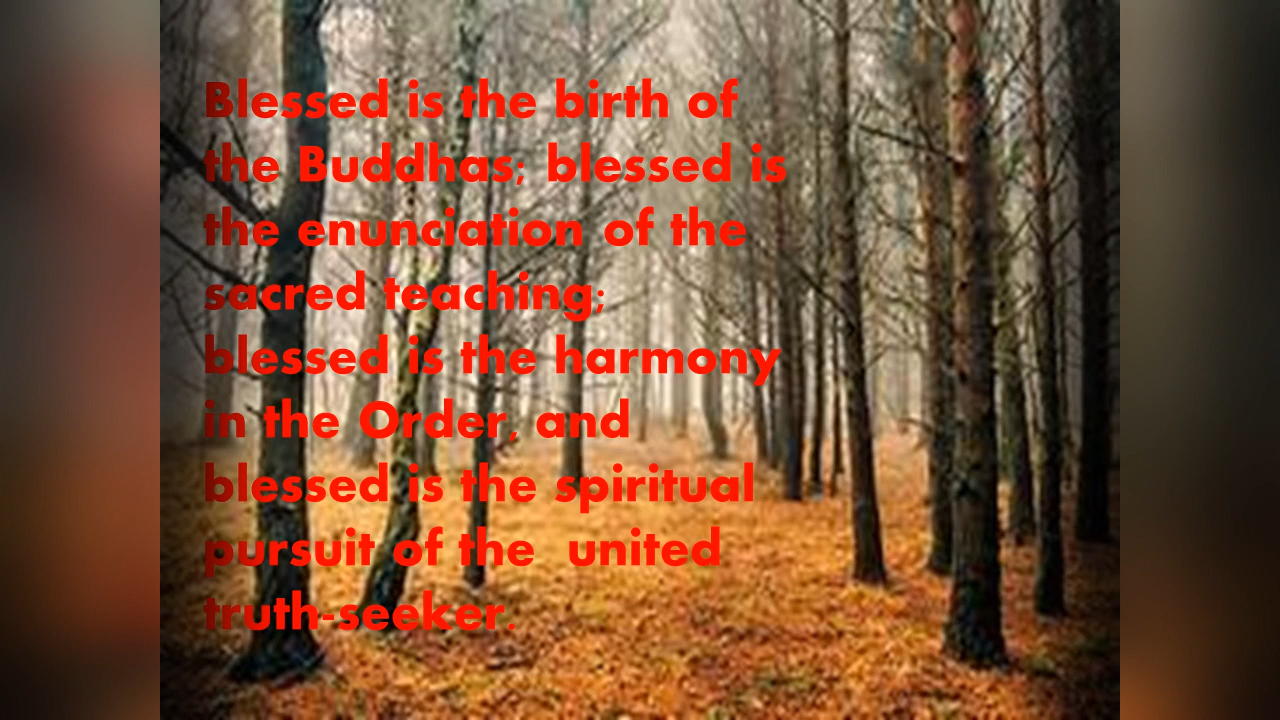 Blessed is the birth of
the Buddhas; blessed is
the enunciation of the
sacred teaching;
blessed is the harmony
in the Order, and
blessed is the spiritual
pursuit of the  united
truth-seeker.